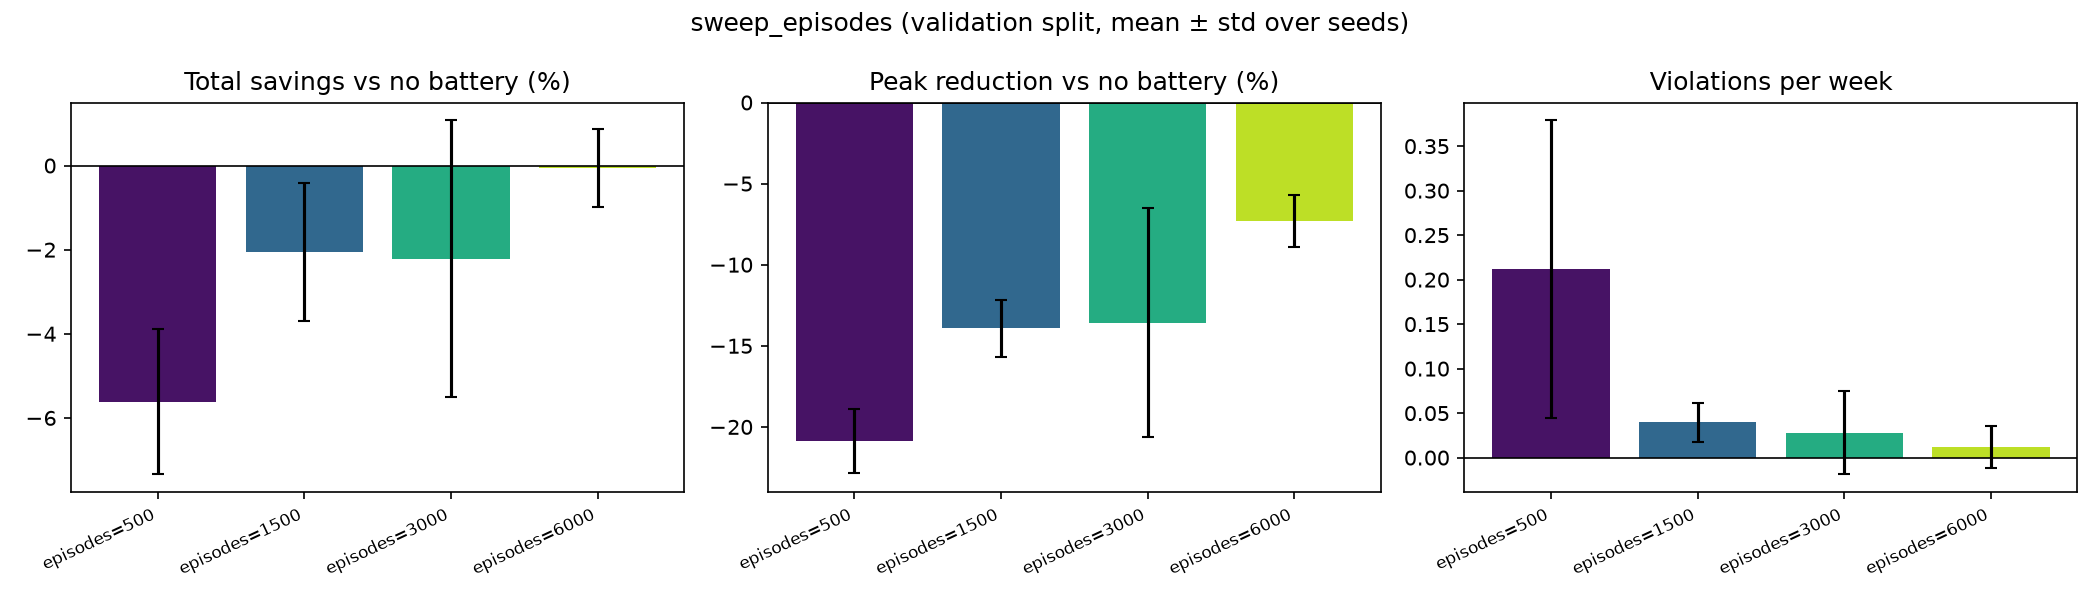 sweep_episodes (validation split, mean ± std over seeds)
Total savings vs no battery (%)
0
−2
−4
−6
episodes=500
episodes=1500
episodes=3000
episodes=6000
Peak reduction vs no battery (%)
0
−5
−10
−15
−20
episodes=500
episodes=1500
episodes=3000
episodes=6000
Violations per week
0.35
0.30
0.25
0.20
0.15
0.10
0.05
0.00
episodes=500
episodes=1500
episodes=3000
episodes=6000